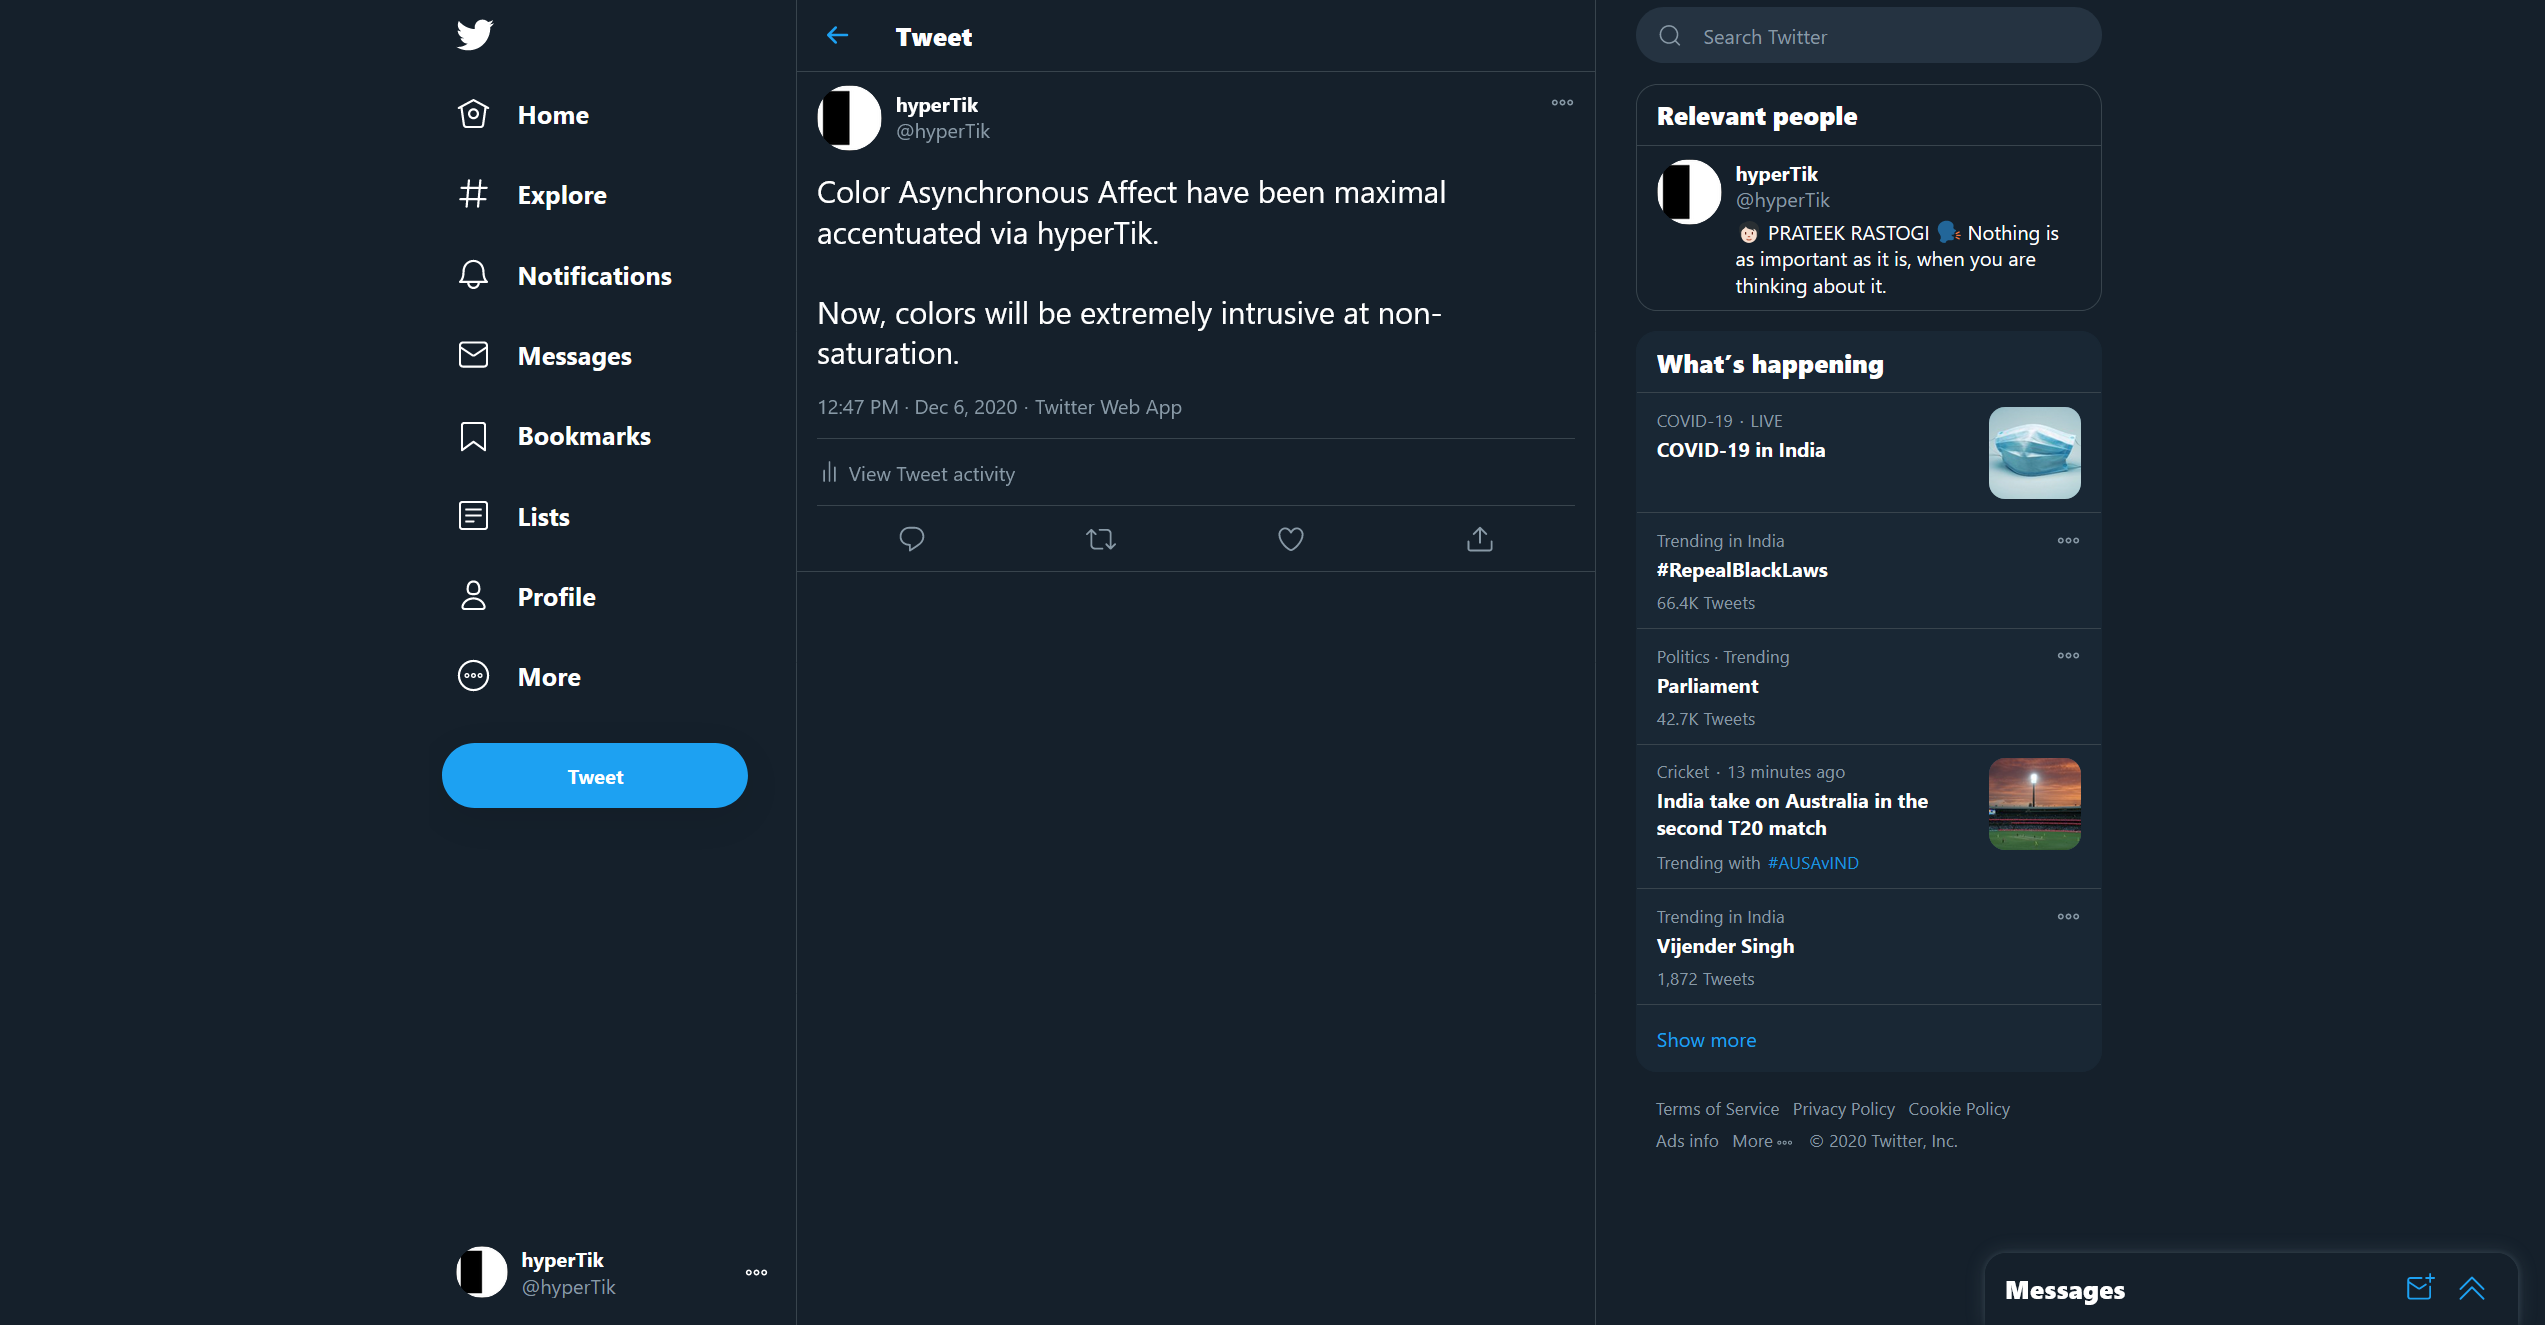 Home
Explore
Notifications
Messages
Bookmarks
Lists
Profile
More
Tweet
hyperTik
@hyperTik
Tweet
hyperTik
@hyperTik
Color Asynchronous Affect have been maximal
accentuated via hyperTik.
Now, colors will be extremely intrusive at non-
saturation.
12:47 PM · Dec 6, 2020 · Twitter Web App
View Tweet activity
Search Twitter
Relevant people
hyperTik
@hyperTik
PRATEEK RASTOGI Nothing is
as important as it is, when you are
thinking about it.
What's happening
COVID-19 · LIVE
COVID-19 in India
Trending in India
#RepealBlackLaws
66.4K Tweets
Politics · Trending
Parliament
42.7K Tweets
Cricket · 13 minutes ago
India take on Australia in the
second T20 match
Trending with #AUSAvIND
Trending in India
Vijender Singh
1,872 Tweets
Show more
Terms of Service Privacy Policy Cookie Policy
Ads info More © 2020 Twitter, Inc.
Messages